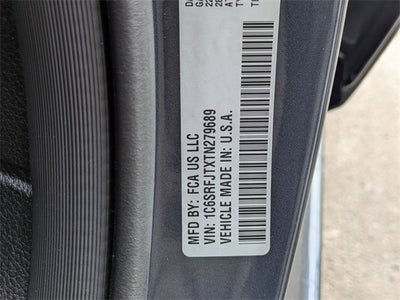 MFD BY: FCA US LLC
VIN: 1C6SRFJTXTN279689
VEHICLE MADE IN: U.S.A.